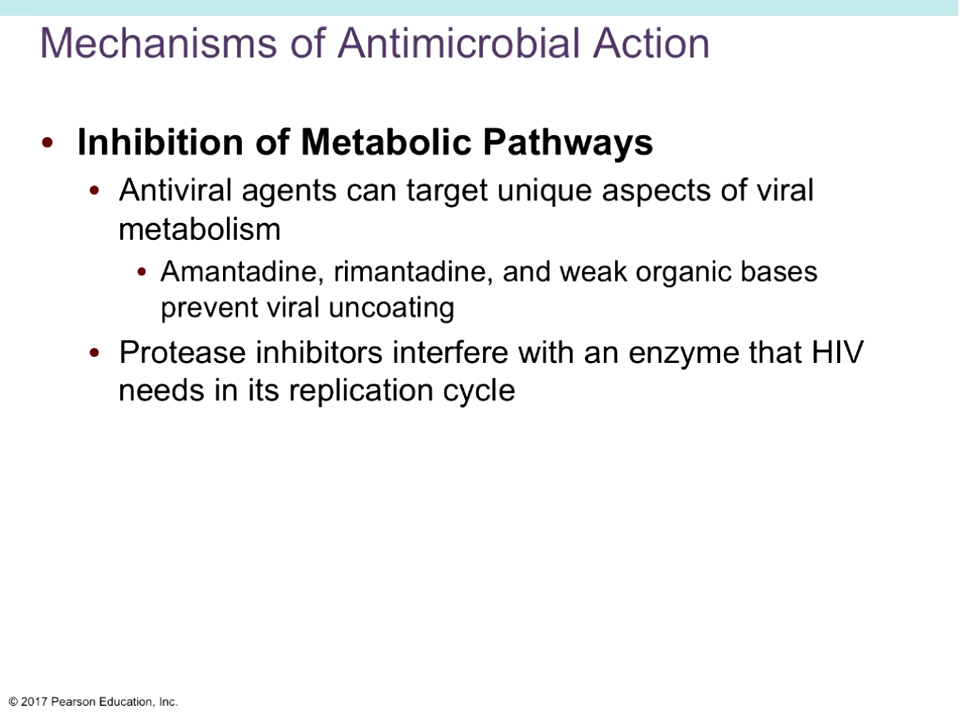 Mechanisms of Antimicrobial Action
• Inhibition of Metabolic Pathways
• Antiviral agents can target unique aspects of viral
metabolism
• Amantadine, rimantadine, and weak organic bases
prevent viral uncoating
• Protease inhibitors interfere with an enzyme that HIV
needs in its replication cycle
© 2017 Pearson Education, Inc.